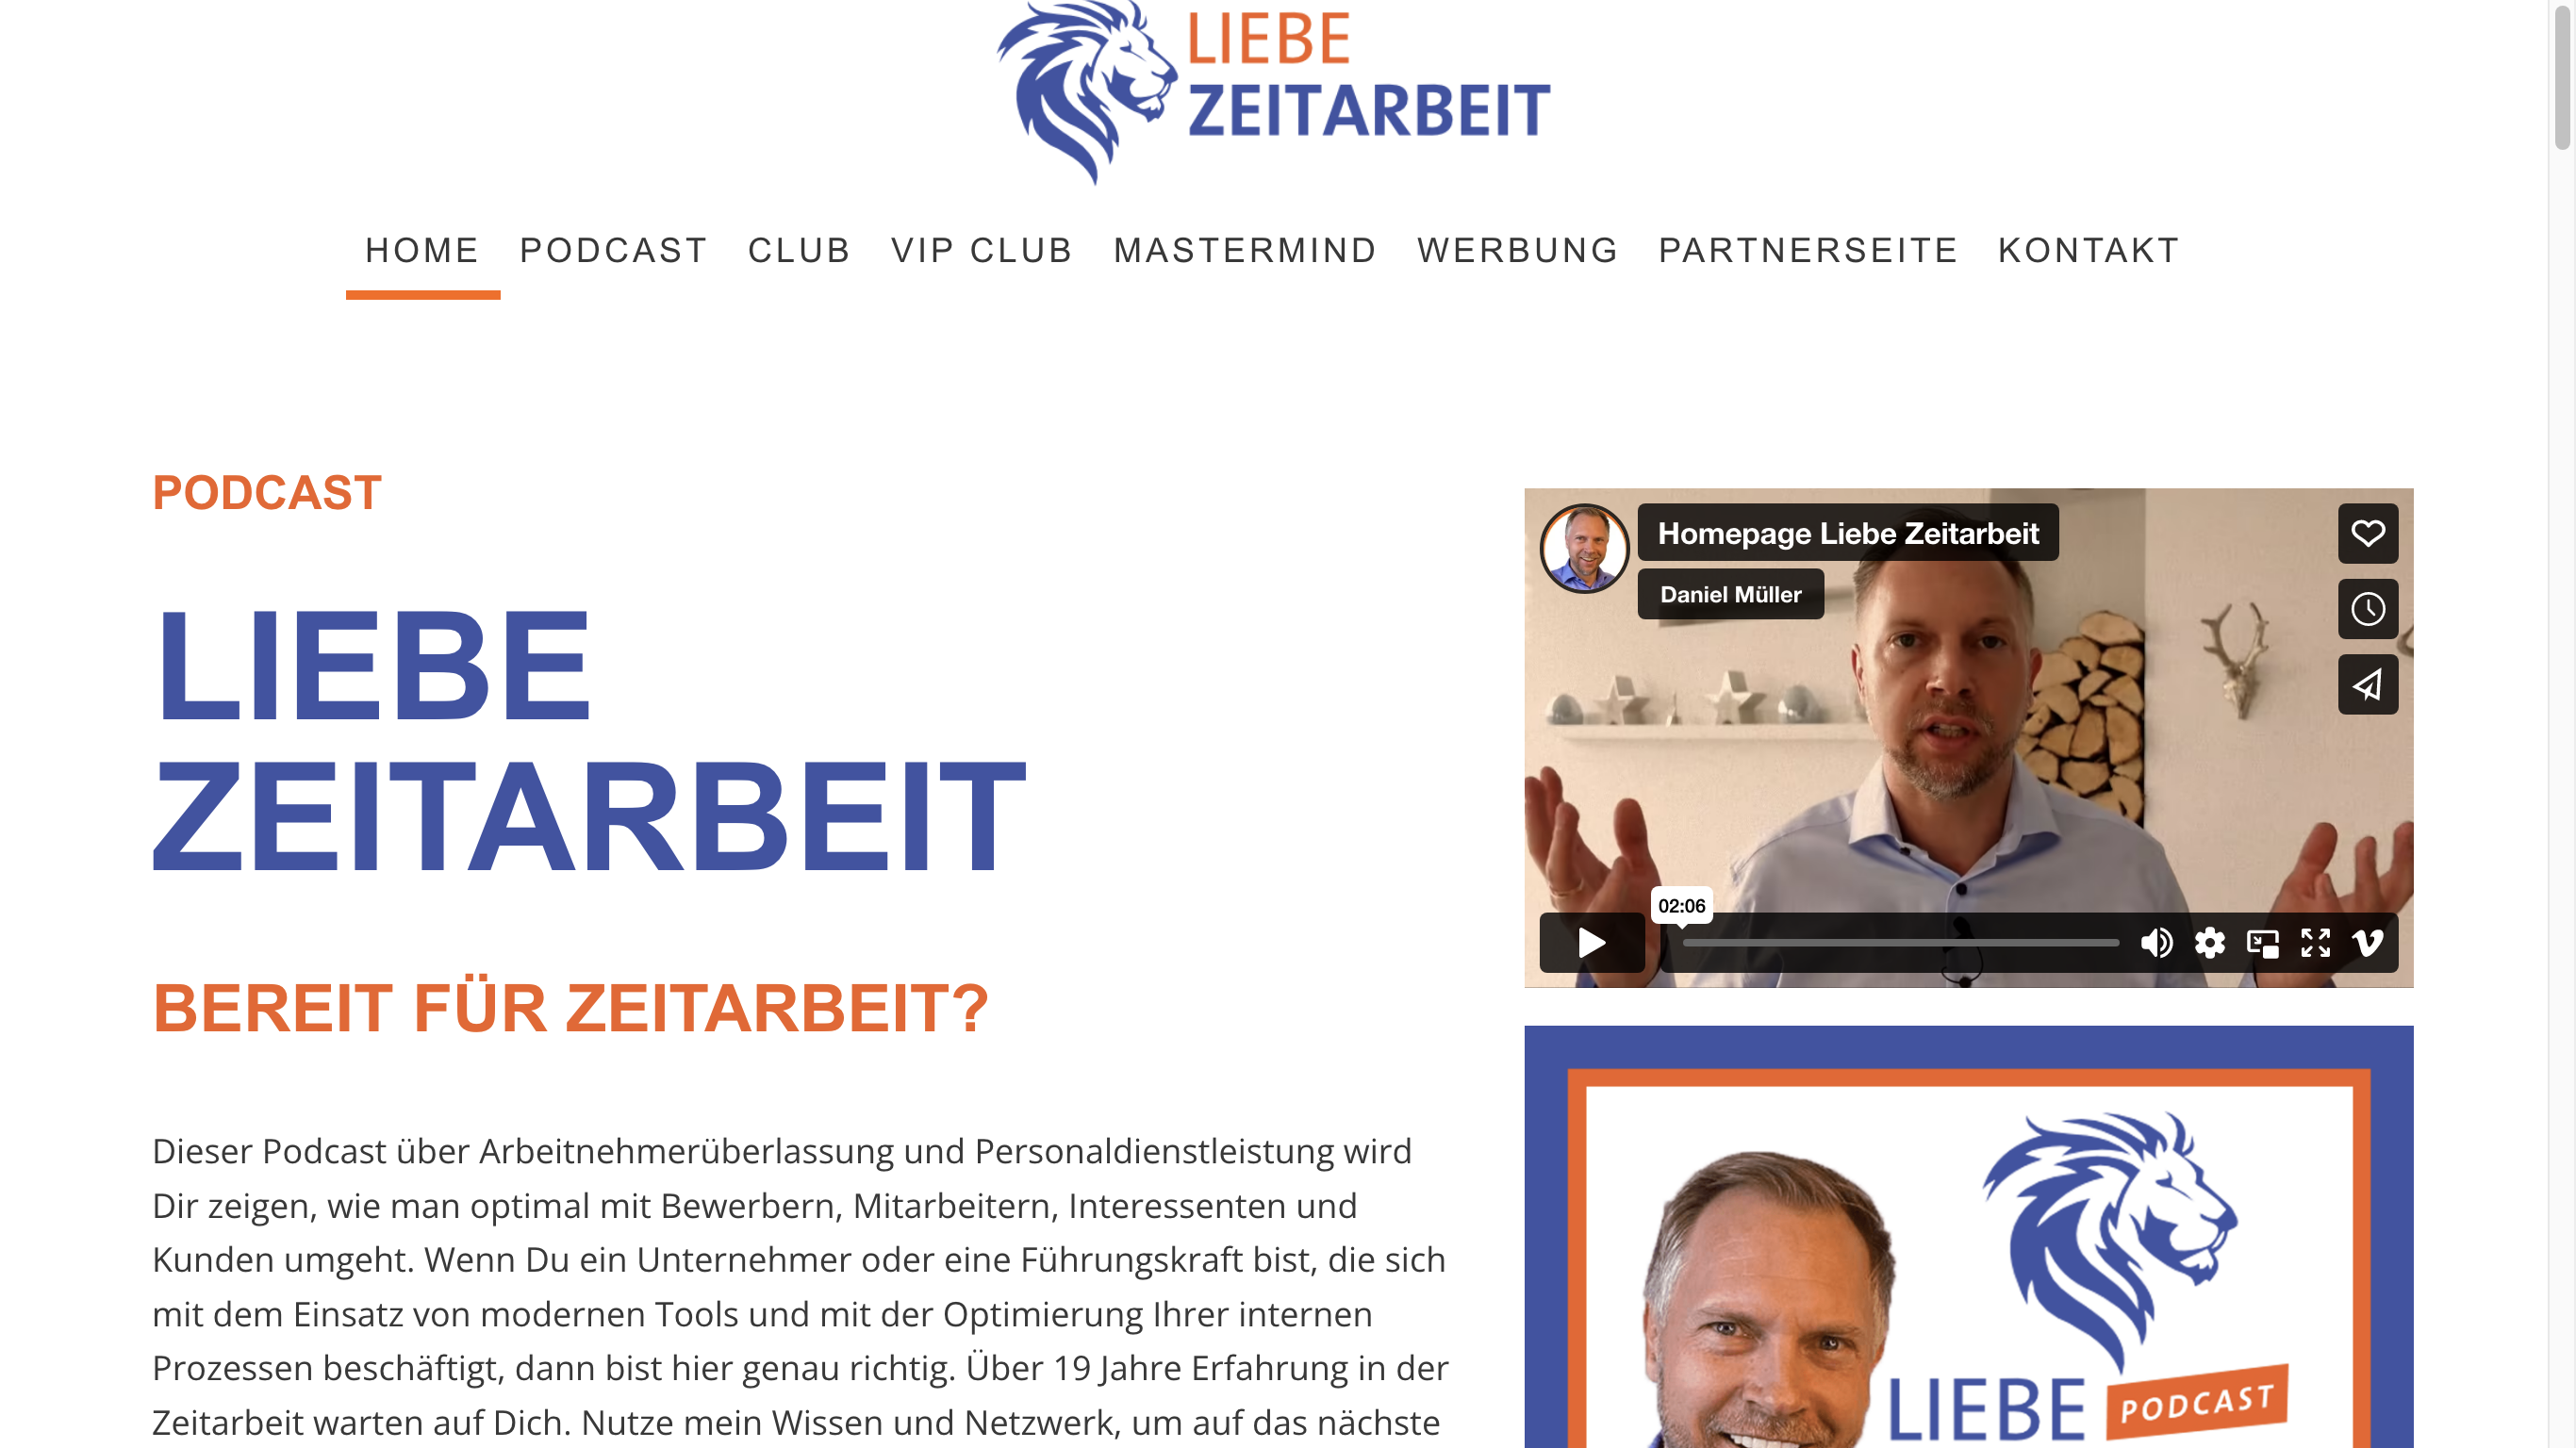 LIEBE
ZEITARBEIT
HOME PODCAST CLUB VIP CLUB MASTERMIND WERBUNG PARTNERSEITE KONTAKT
PODCAST
LIEBE
ZEITARBEIT
BEREIT FÜR ZEITARBEIT?
Dieser Podcast über Arbeitnehmerüberlassung und Personaldienstleistung wird
Dir zeigen, wie man optimal mit Bewerbern, Mitarbeitern, Interessenten und
Kunden umgeht. Wenn Du ein Unternehmer oder eine Führungskraft bist, die sich
mit dem Einsatz von modernen Tools und mit der Optimierung Ihrer internen
Prozessen beschäftigt, dann bist hier genau richtig. Über 19 Jahre Erfahrung in der
Zeitarbeit warten auf Dich. Nutze mein Wissen und Netzwerk, um auf das nächste
Homepage Liebe Zeitarbeit
Daniel Müller
02:06
LIEBE PODCAST